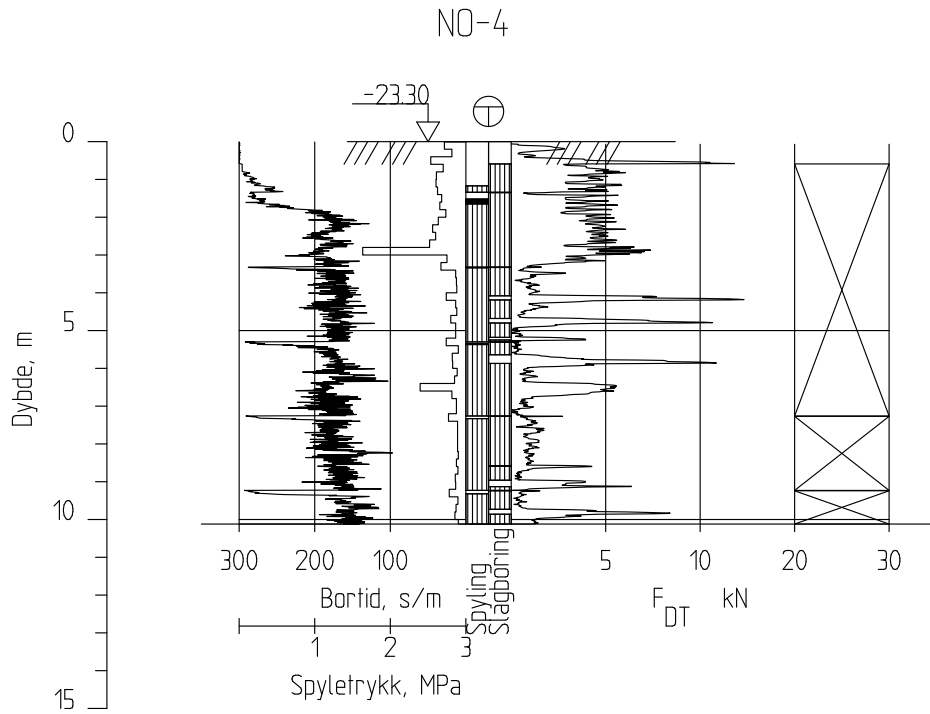 NO-4
-23.30
0
5
10
15
Dybde, m
300 200 100 5 10 20 30
Spyling
Slagboring
Bortid, s/m
F DT kN
1 2 3
Spyletrykk, MPa